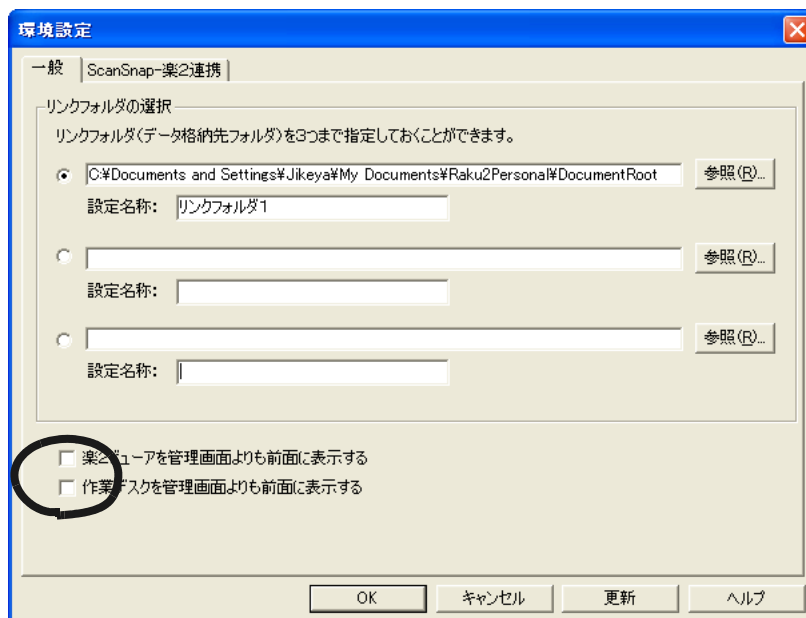 環境設定
一般 ScanSnap-楽2連携
リンクフォルダの選択
リンクフォルダ(データ格納先フォルダ)を3つまで指定しておくことができます。
C:¥Documents and Settings¥Jikeya¥My Documents¥Raku2Personal¥DocumentRoot 参照(R)...
設定名称: リンクフォルダ1
参照(R)...
設定名称:
参照(R)...
設定名称:
楽2ビューアを管理画面よりも前面に表示する
作業デスクを管理画面よりも前面に表示する
OK キャンセル 更新 ヘルプ